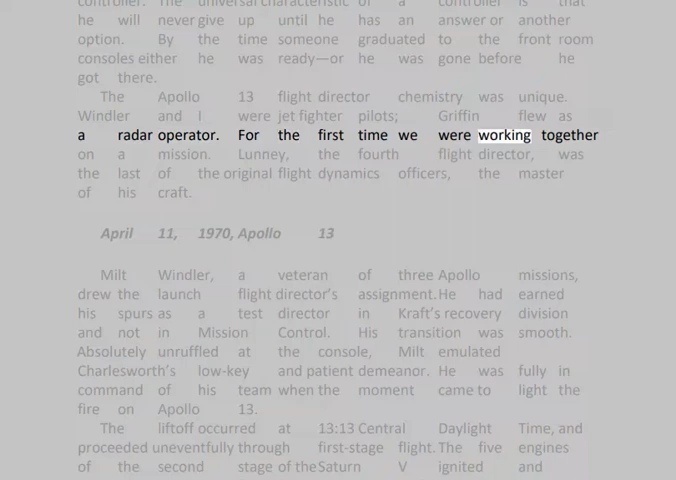 controller. The universal characteristic of a controller is that
he will never give up until he has an answer or another
option. By the time someone graduated to the front room
consoles either he was ready—or he was gone before he
got there.
The Apollo 13 flight director chemistry was unique.
Windler and I were jet fighter pilots; Griffin flew as
a radar operator. For the first time we were working together
on a mission. Lunney, the fourth flight director, was
the last of the original flight dynamics officers, the master
of his craft.
April 11, 1970, Apollo 13
Milt Windler, a veteran of three Apollo missions,
drew the launch flight director's assignment. He had earned
his spurs as a test director in Kraft's recovery division
and not in Mission Control. His transition was smooth.
Absolutely unruffled at the console, Milt emulated
Charlesworth's low-key and patient demeanor. He was fully in
command of his team when the moment came to light the
fire on Apollo 13.
The liftoff occurred at 13:13 Central Daylight Time, and
proceeded uneventfully through first-stage flight. The five engines
of the second stage of the Saturn V ignited and